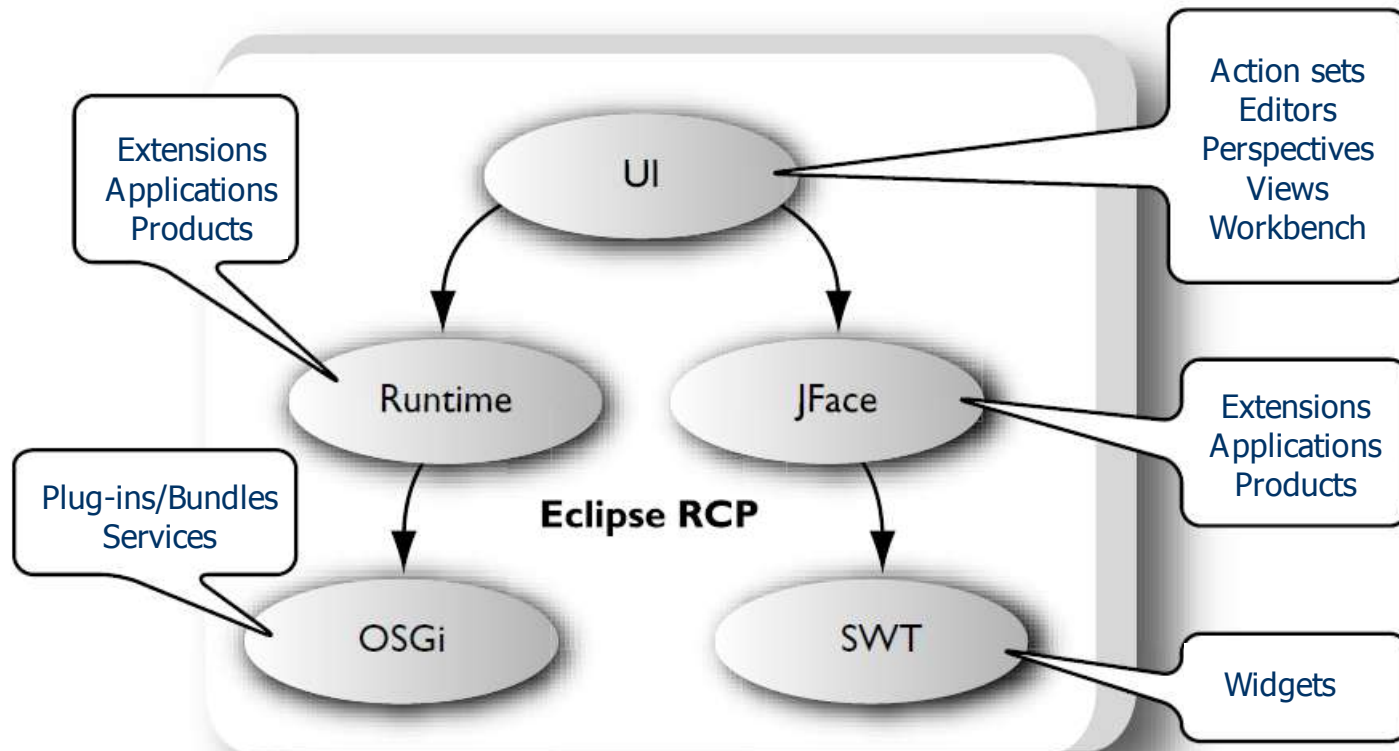 Action sets
Editors
Perspectives
Views
Workbench
Extensions
Applications
Products
UI
Runtime
JFace
Extensions
Applications
Products
Plug-ins/Bundles
Services
Eclipse RCP
OSGi
SWT
Widgets